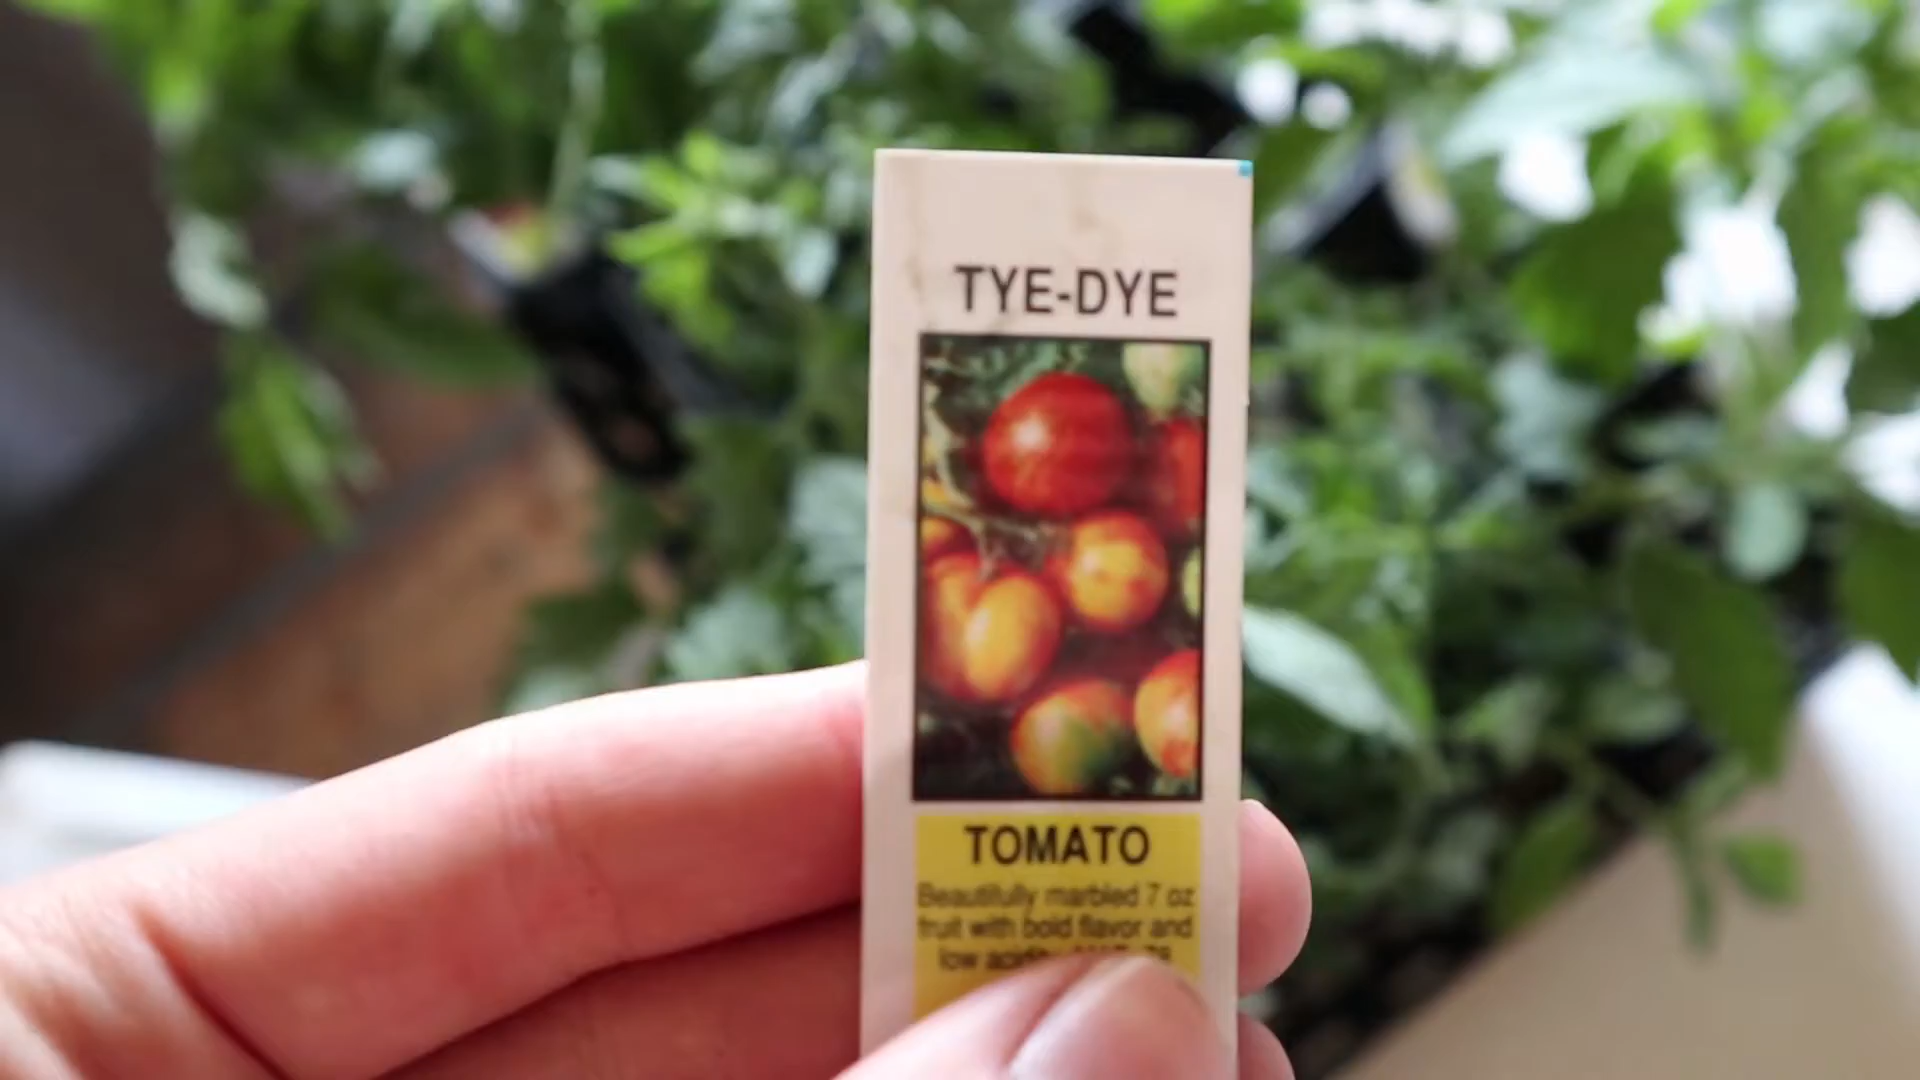 TYE-DYE
TOMATO
Beautifully marbled 7 oz
fruit with bold flavor and
low